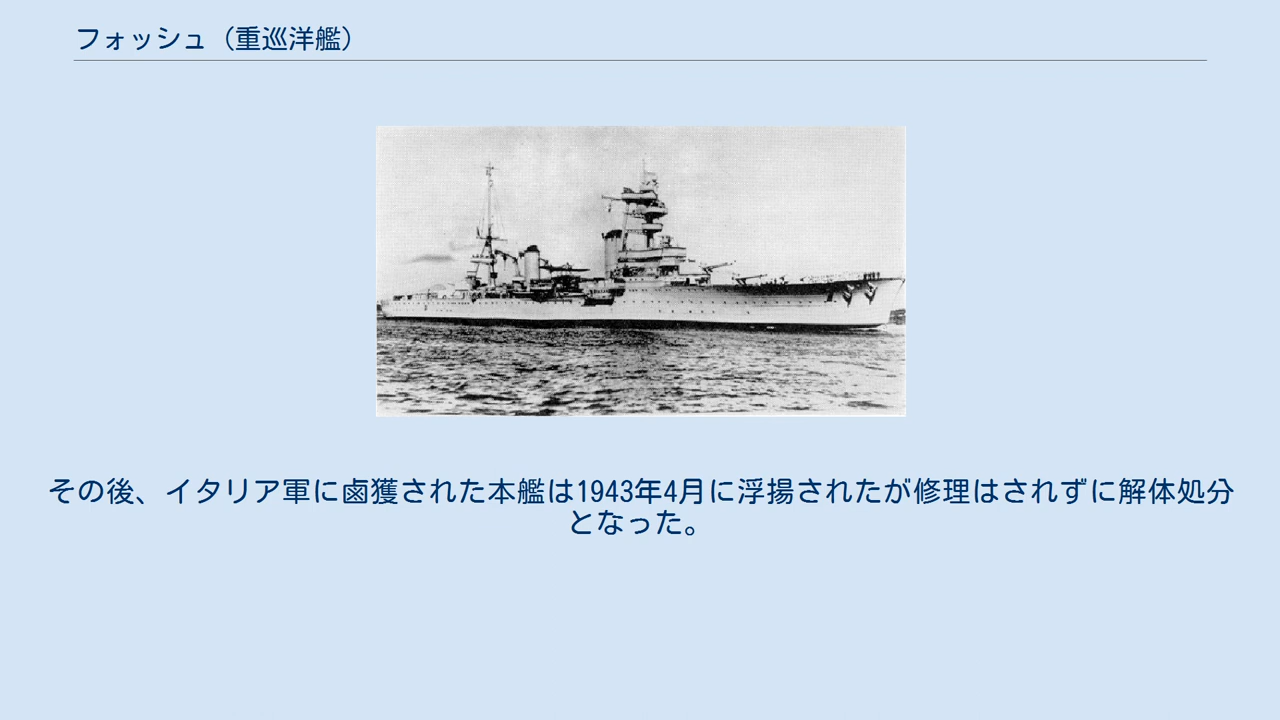 フォッシュ（重巡洋艦）
その後、イタリア軍に鹵獲された本艦は1943年4月に浮揚されたが修理はされずに解体処分
となった。